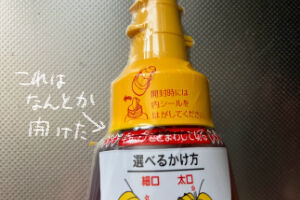 これは
なんとか
開けた
開封時には
内シールを
はがしてください
選べるかけ方
細口 太口